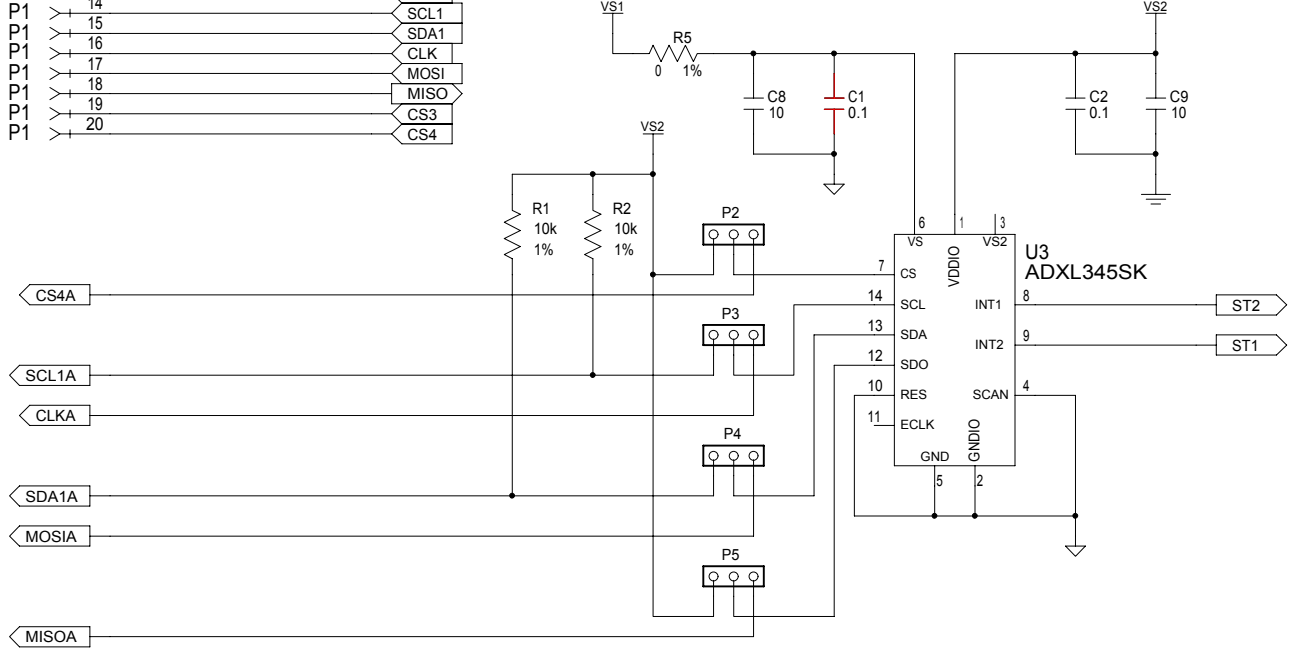 P1 14 SCL1
P1 15 SDA1
P1 16 CLK
P1 17 MOSI
P1 18 MISO
P1 19 CS3
P1 20 CS4
VS1
R5
0 1%
C8
10
C1
0.1
VS2
C2
0.1
C9
10
VS2
R1
10k
1%
R2
10k
1%
P2
CS4A
P3
SCL1A
CLKA
P4
SDA1A
MOSIA
P5
MISOA
6 1 3
VS VDDIO VS2
U3
ADXL345SK
7 CS
14 SCL INT1 8 ST2
13 SDA
INT2 9 ST1
12 SDO
10 RES SCAN 4
11 ECLK
GND GNDIO
5 2